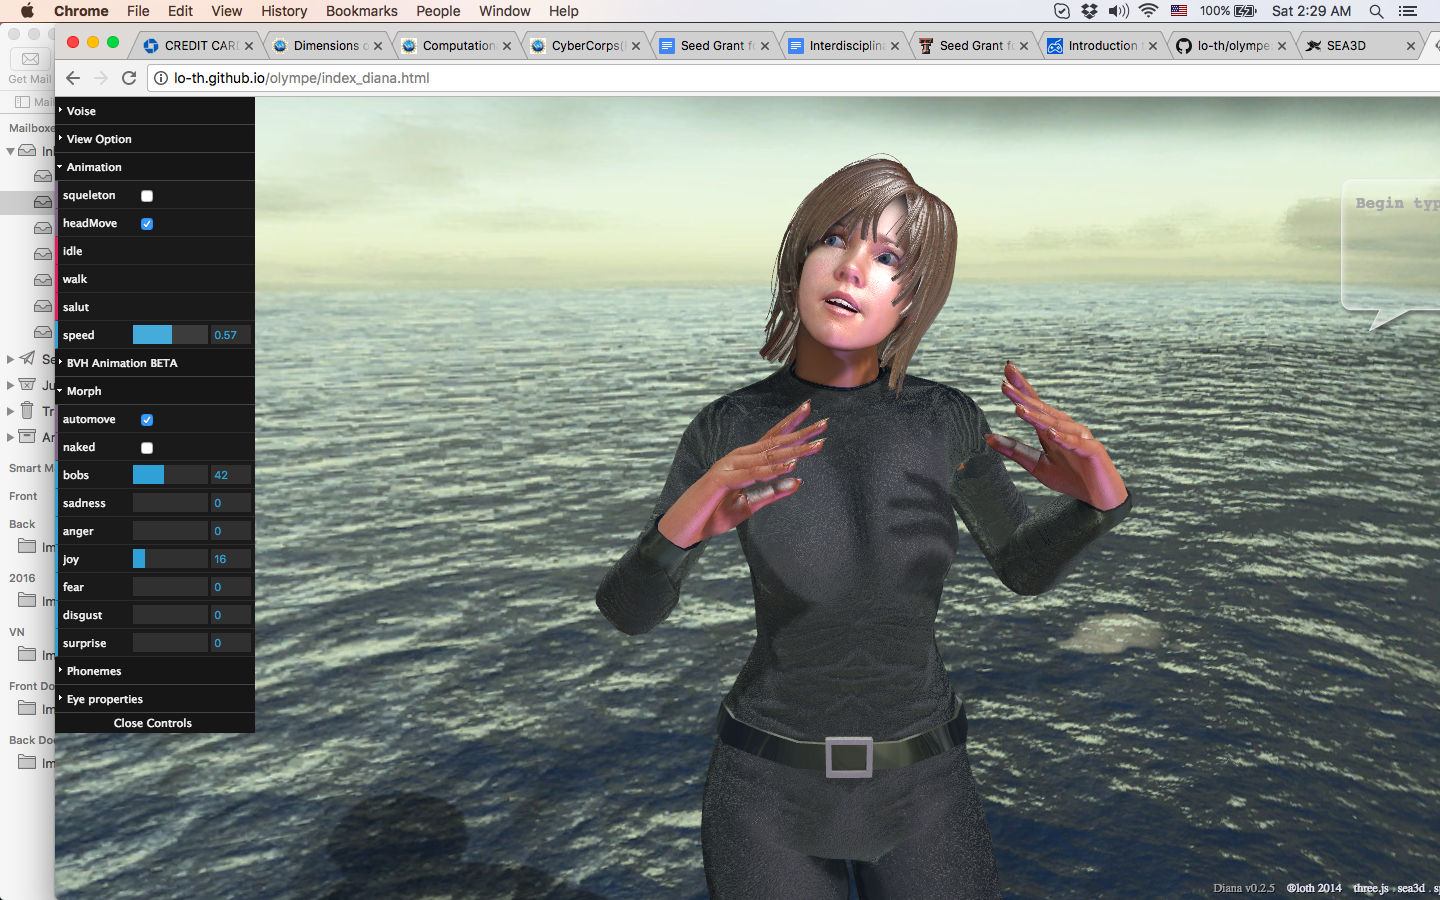 Chrome File Edit View History Bookmarks People Window Help 100% Sat 2:29 AM
CREDIT CAR Dimensions o Computation CyberCorps( Seed Grant fo Interdisciplina Seed Grant fo Introduction lo-th/olympe. SEA3D
Get Mail
lo-th.github.io/olympe/index_diana.html
Mai
Mailboxe
In
Se
Ju
Tr
Ar
Smart M
Front
Back
Im
2016
Im
VN
Im
Front Do
Im
Back Do
Im
Voise
View Option
Animation
squeleton
headMove
idle
walk
salut
speed 0.57
BVH Animation BETA
Morph
automove
naked
bobs 42
sadness 0
anger 0
joy 16
fear 0
disgust 0
surprise 0
Phonemes
Eye properties
Close Controls
Begin typ
Diana v0.2.5 ®loth 2014 three.js . sea3d . s